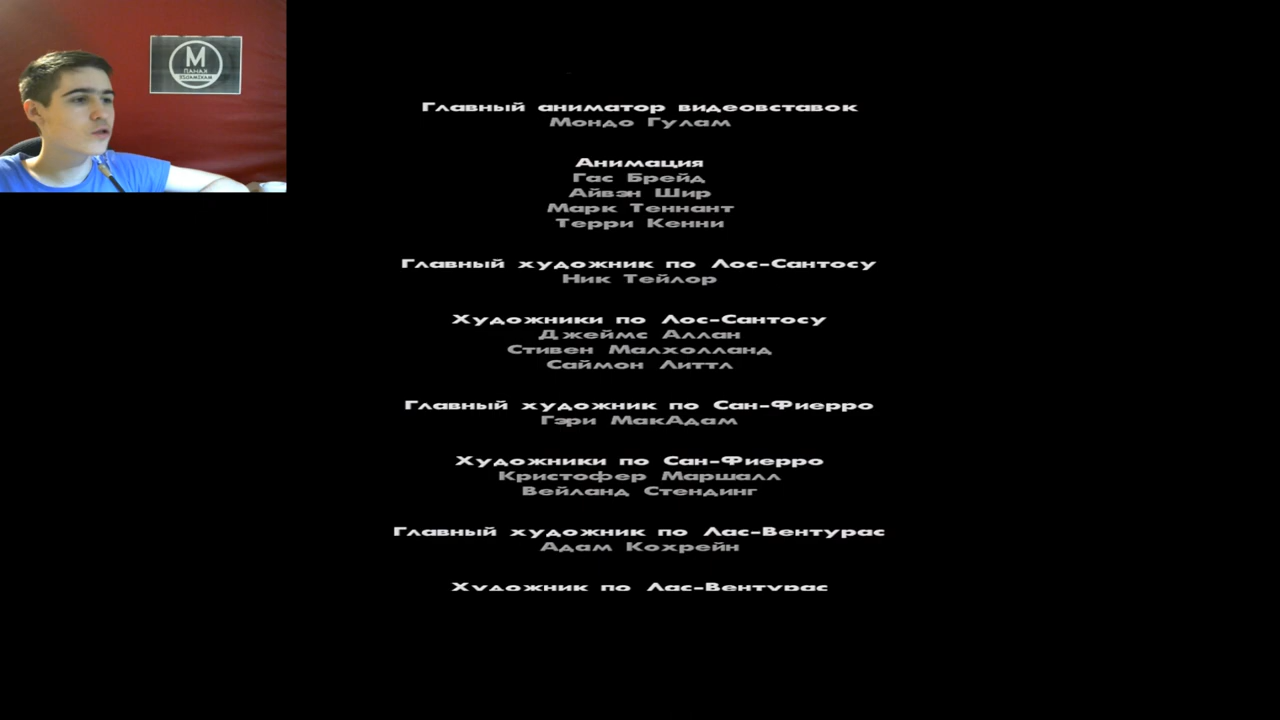 М
ПАНАЛ
Главный аниматор видеовставок
Мондо Гулам
Анимация
Гас Брейд
Айвэн Шир
Марк Теннант
Терри Кенни
Главный художник по Лос-Сантосу
Ник Тейлор
Художники по Лос-Сантосу
Джеймс Аллан
Стивен Малхолланд
Саймон Литтл
Главный художник по Сан-Фиерро
Гэри МакАдам
Художники по Сан-Фиерро
Кристофер Маршалл
Вейланд Стендинг
Главный художник по Лас-Вентурас
Адам Кохрейн
Художник по Лас-Вентурас